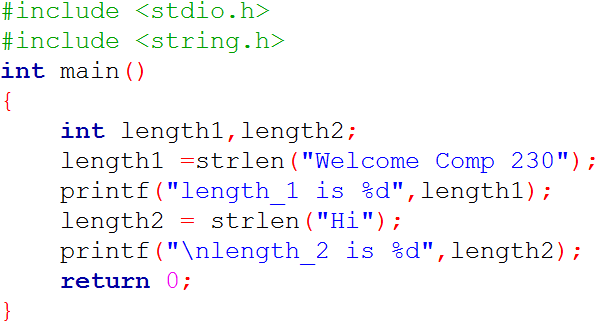 #include <stdio.h>
#include <string.h>
int main()
{
    int length1,length2;
    length1 =strlen("Welcome Comp 230");
    printf("length_1 is %d",length1);
    length2 = strlen("Hi");
    printf("\nlength_2 is %d",length2);
    return 0;
}